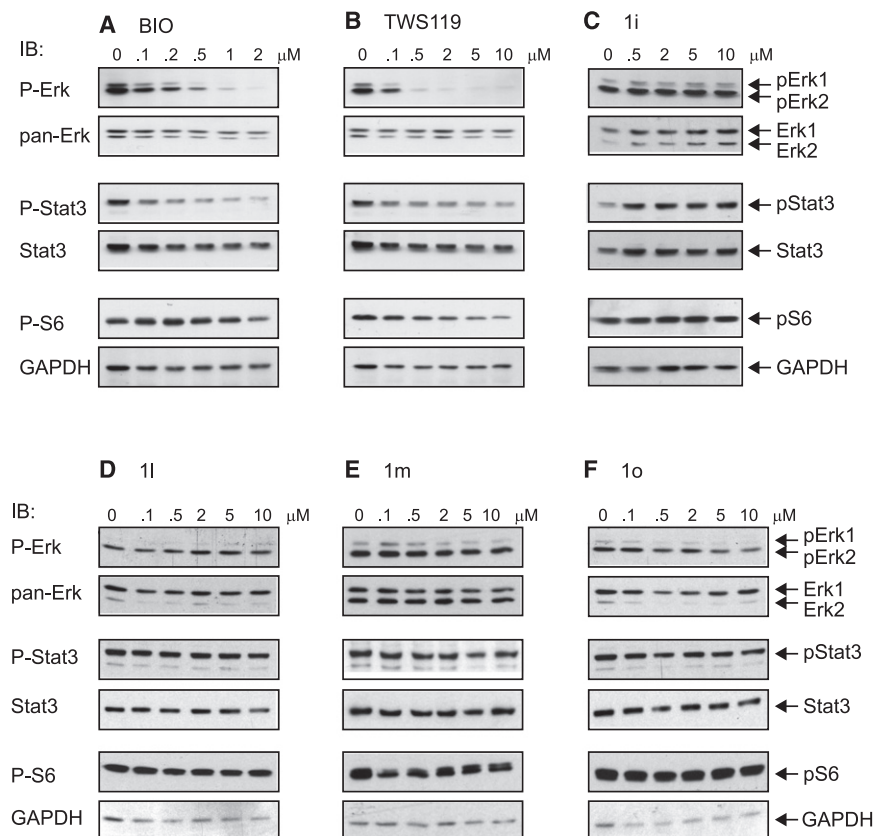 A BIO
B TWS119
C 1i
IB: 0 .1 .2 .5 1 2 μM
0 .1 .5 2 5 10 μM
0 .5 2 5 10 μM
P-Erk
pErk1
pErk2
pan-Erk
Erk1
Erk2
P-Stat3
pStat3
Stat3
Stat3
P-S6
pS6
GAPDH
GAPDH
D 1l
E 1m
F 1o
IB: 0 .1 .5 2 5 10 μM
0 .1 .5 2 5 10 μM
0 .1 .5 2 5 10 μM
P-Erk
pErk1
pErk2
pan-Erk
Erk1
Erk2
P-Stat3
pStat3
Stat3
Stat3
P-S6
pS6
GAPDH
GAPDH